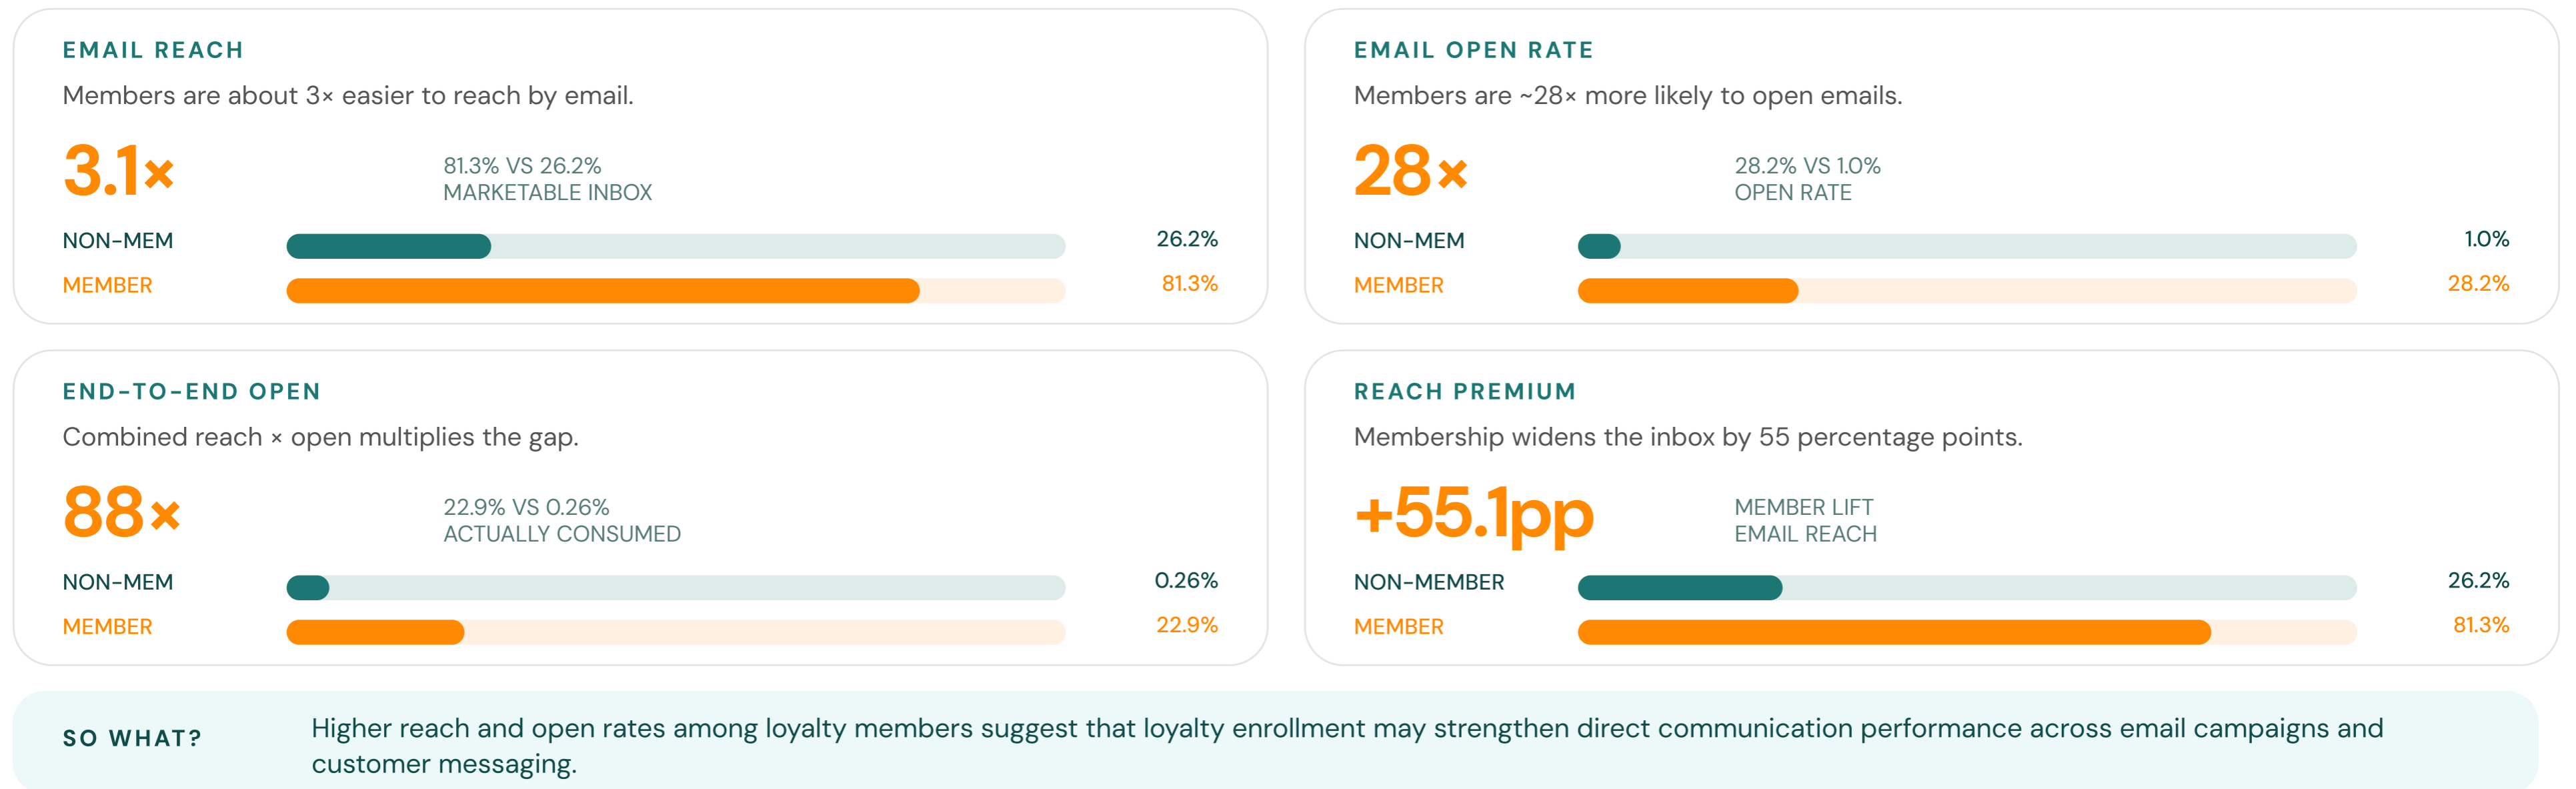 EMAIL REACH
Members are about 3× easier to reach by email.
3.1×
81.3% VS 26.2%
MARKETABLE INBOX
NON-MEM
26.2%
MEMBER
81.3%
EMAIL OPEN RATE
Members are ~28× more likely to open emails.
28×
28.2% VS 1.0%
OPEN RATE
NON-MEM
1.0%
MEMBER
28.2%
END-TO-END OPEN
Combined reach × open multiplies the gap.
88×
22.9% VS 0.26%
ACTUALLY CONSUMED
NON-MEM
0.26%
MEMBER
22.9%
REACH PREMIUM
Membership widens the inbox by 55 percentage points.
+55.1pp
MEMBER LIFT
EMAIL REACH
NON-MEMBER
26.2%
MEMBER
81.3%
SO WHAT?
Higher reach and open rates among loyalty members suggest that loyalty enrollment may strengthen direct communication performance across email campaigns and
customer messaging.